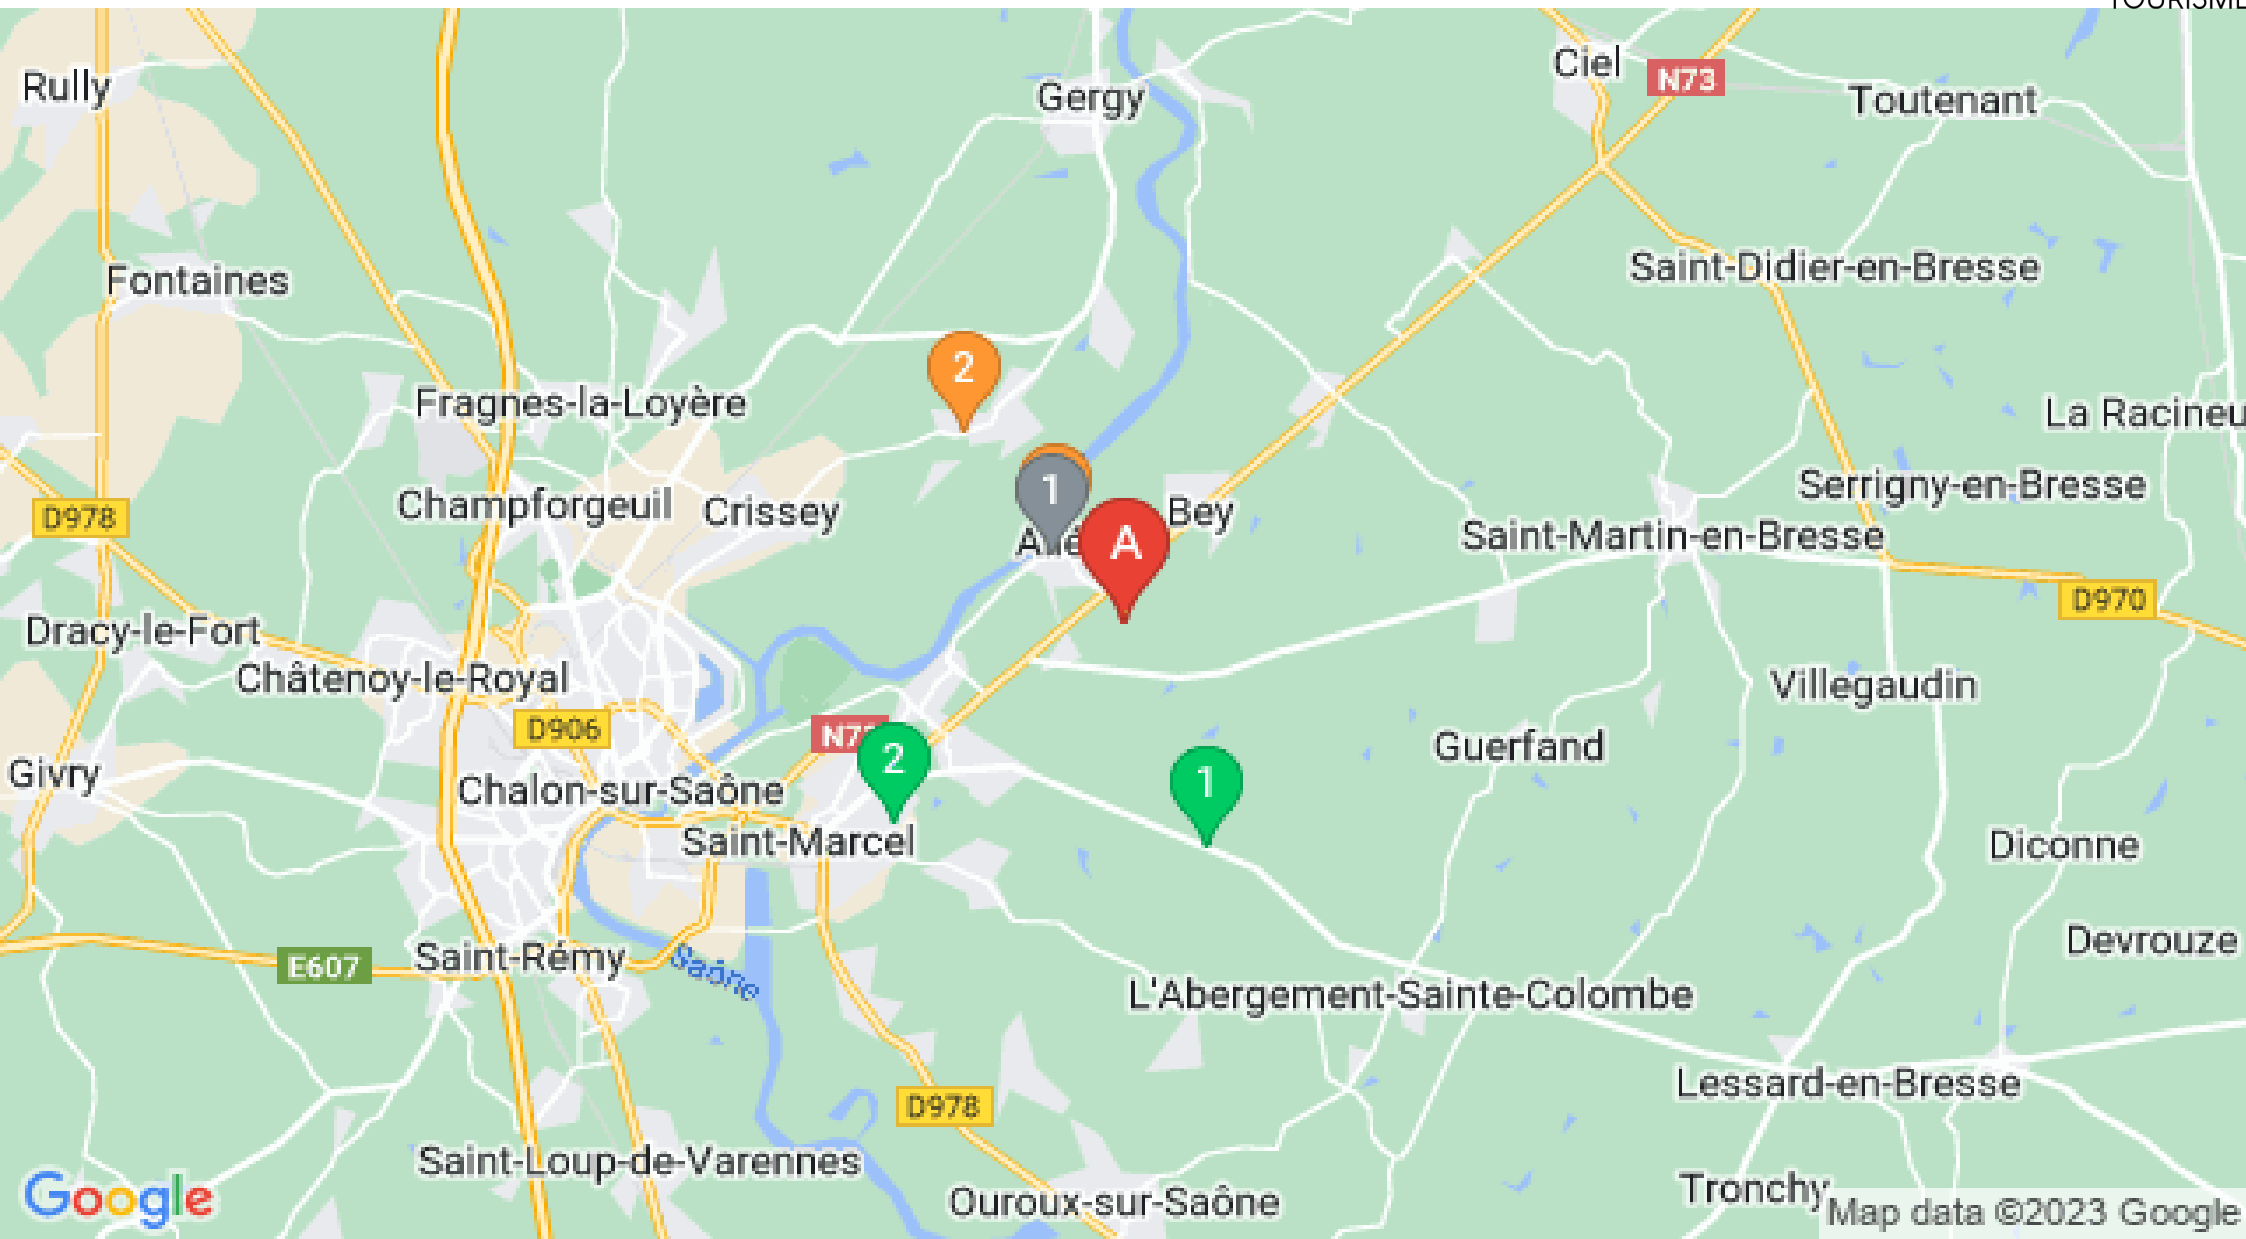 TOURISME
Rully
Ciel
N73
Gergy
Toutenant
Saint-Didier-en-Bresse
Fontaines
2
Fragnes-la-Loyère
La Racineu
1
Serrigny-en-Bresse
D978
Champforgeuil
Crissey
A
Bey
Saint-Martin-en-Bresse
D970
Dracy-le-Fort
Châtenoy-le-Royal
Villegaudin
D906
Guerfand
2
1
Givry
Chalon-sur-Saône
Saint-Marcel
Diconne
Devrouze
Saint-Rémy
E607
Saône
L'Abergement-Sainte-Colombe
Lessard-en-Bresse
D978
Saint-Loup-de-Varennes
Ouroux-sur-Saône
Tronchy
Google
Map data ©2023 Google